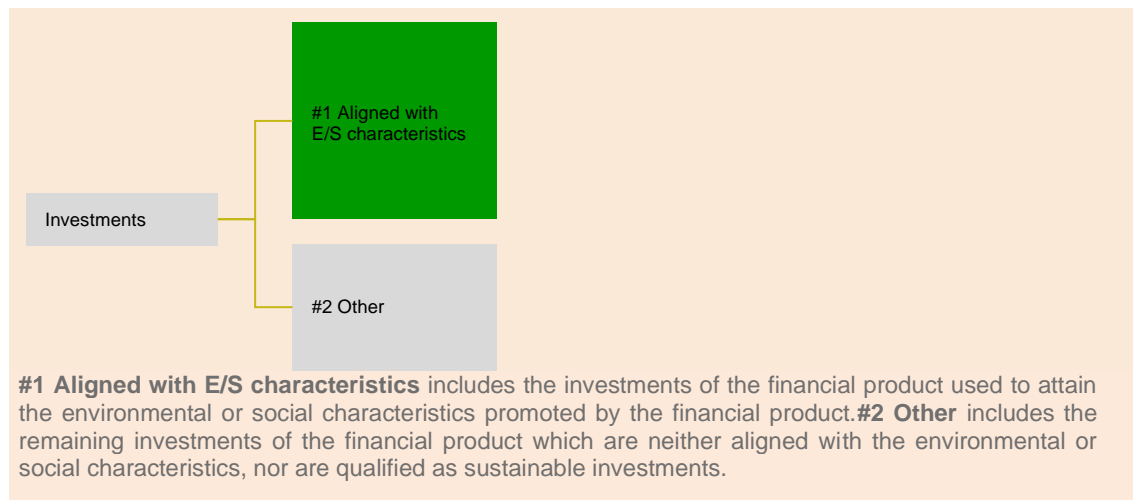 #1 Aligned with
E/S characteristics
Investments
#2 Other
#1 Aligned with E/S characteristics includes the investments of the financial product used to attain
the environmental or social characteristics promoted by the financial product.#2 Other includes the
remaining investments of the financial product which are neither aligned with the environmental or
social characteristics, nor are qualified as sustainable investments.